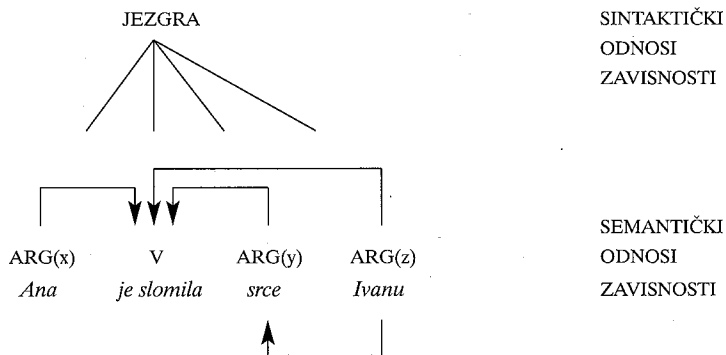 JEZGRA
SINTAKTIČKI
ODNOSI
ZAVISNOSTI
SEMANTIČKI
ARG(x) V ARG(y) ARG(z) ODNOSI
Ana je slomila srce Ivanu ZAVISNOSTI